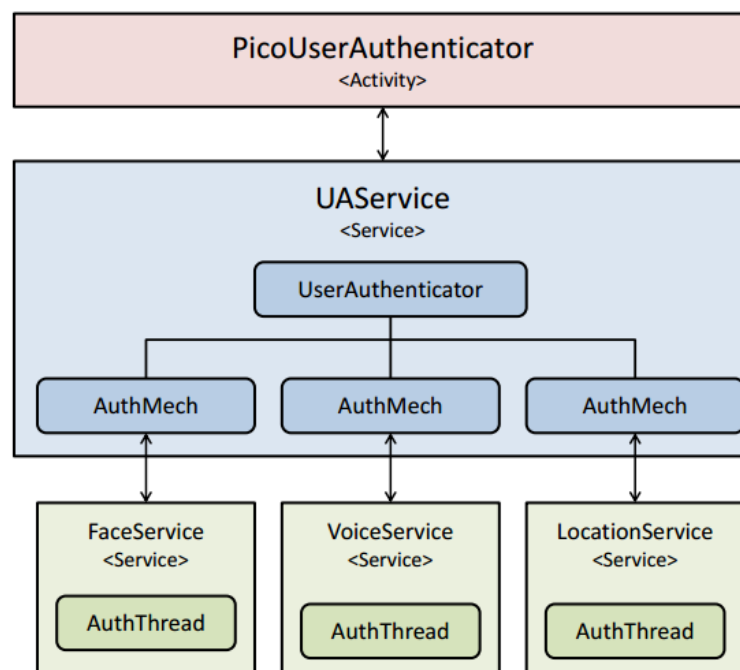 PicoUserAuthenticator
<Activity>
UAService
<Service>
UserAuthenticator
AuthMech
AuthMech
AuthMech
FaceService
<Service>
VoiceService
<Service>
LocationService
<Service>
AuthThread
AuthThread
AuthThread